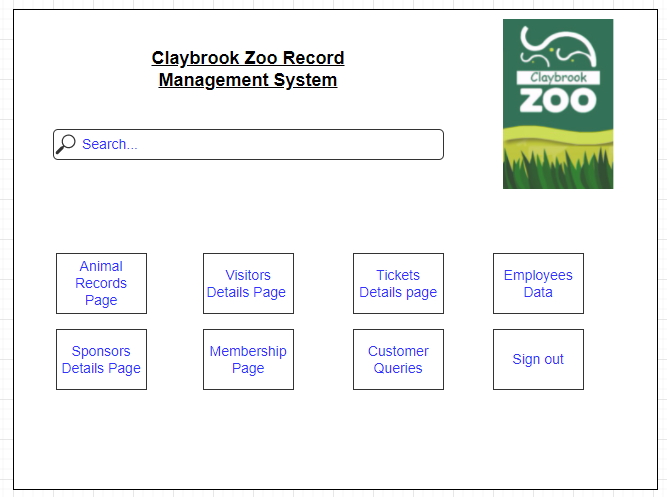 Claybrook Zoo Record
Management System
Claybrook
ZOO
Search...
Animal
Records
Page
Visitors
Details Page
Tickets
Details page
Employees
Data
Sponsors
Details Page
Membership
Page
Customer
Queries
Sign out